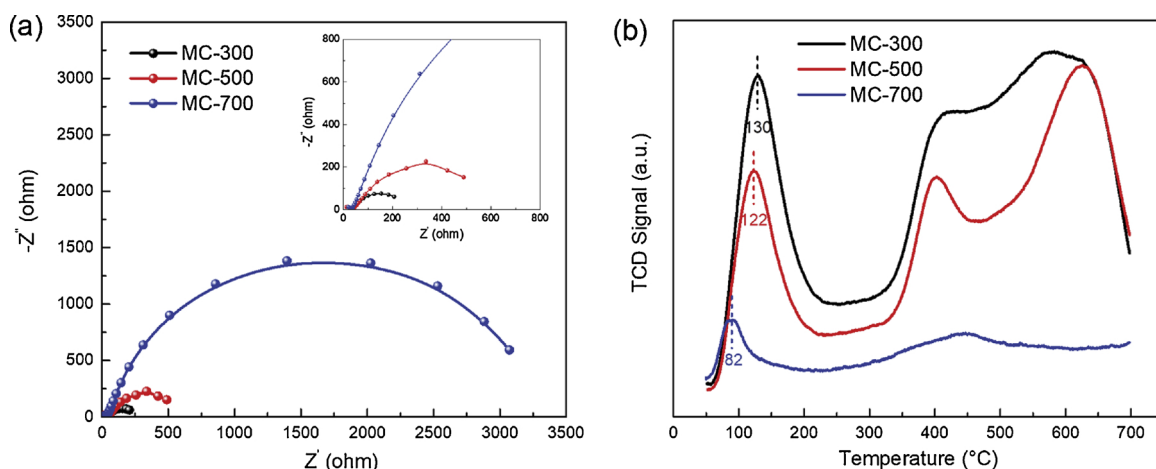 (a)
MC-300
MC-500
MC-700
3500
3000
2500
2000
1500
1000
500
0
-Z'' (ohm)
0 500 1000 1500 2000 2500 3000 3500
Z' (ohm)
800
600
400
200
0
-Z'' (ohm)
0 200 400 600 800
Z' (ohm)
(b)
MC-300
MC-500
MC-700
130
122
82
TCD Signal (a.u.)
0 100 200 300 400 500 600 700
Temperature (°C)